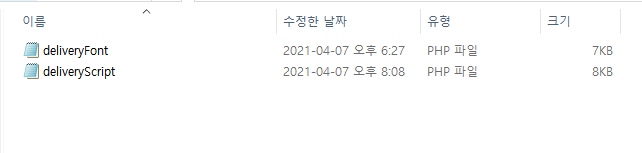 이름 수정한 날짜 유형 크기
deliveryFont 2021-04-07 오후 6:27 PHP 파일 7KB
deliveryScript 2021-04-07 오후 8:08 PHP 파일 8KB